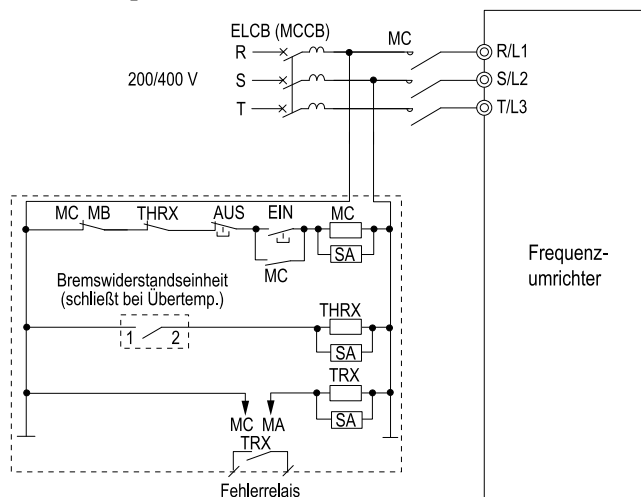 ELCB (MCCB)
R
MC
R/L1
200/400 V
S
S/L2
T
T/L3
MC MB THRX AUS EIN MC
SA
MC
Frequenz-
umrichter
Bremswiderstandseinheit
(schließt bei Übertemp.)
1 2
THRX
SA
TRX
SA
MC MA
TRX
Fehlerrelais